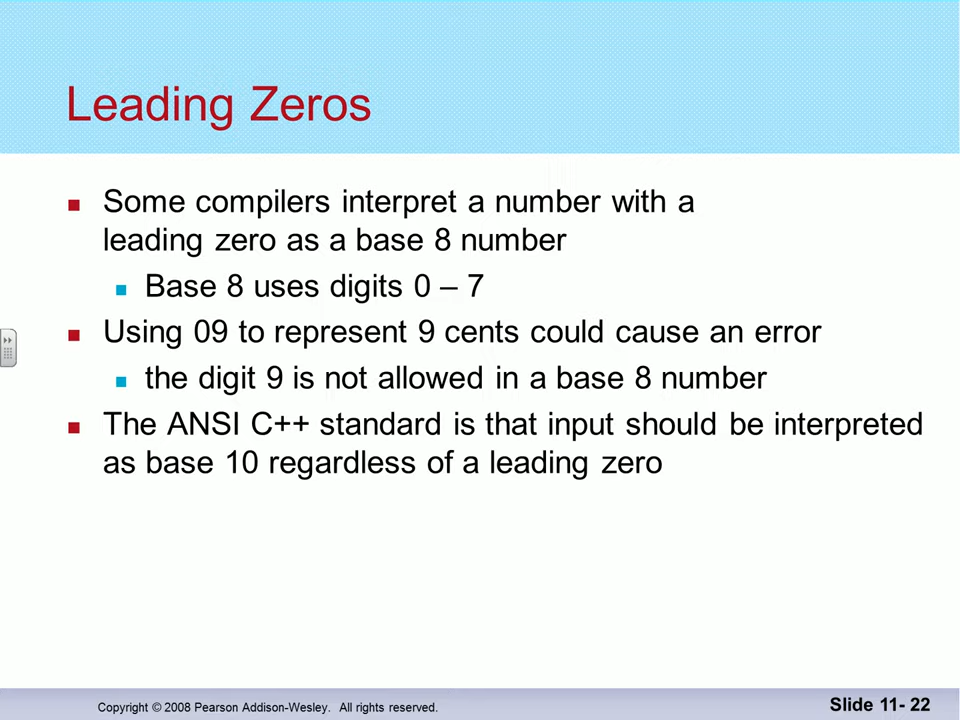 Leading Zeros
Some compilers interpret a number with a
leading zero as a base 8 number
Base 8 uses digits 0 – 7
Using 09 to represent 9 cents could cause an error
the digit 9 is not allowed in a base 8 number
The ANSI C++ standard is that input should be interpreted
as base 10 regardless of a leading zero
Copyright © 2008 Pearson Addison-Wesley. All rights reserved.
Slide 11- 22